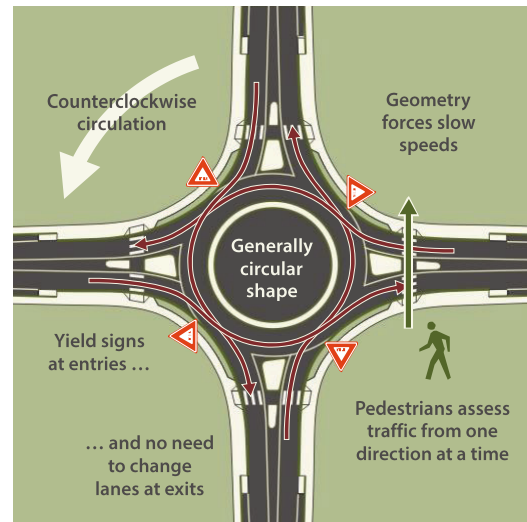 Counterclockwise
circulation
Geometry
forces slow
speeds
Generally
circular
shape
Yield signs
at entries …
Pedestrians assess
traffic from one
direction at a time
… and no need
to change
lanes at exits